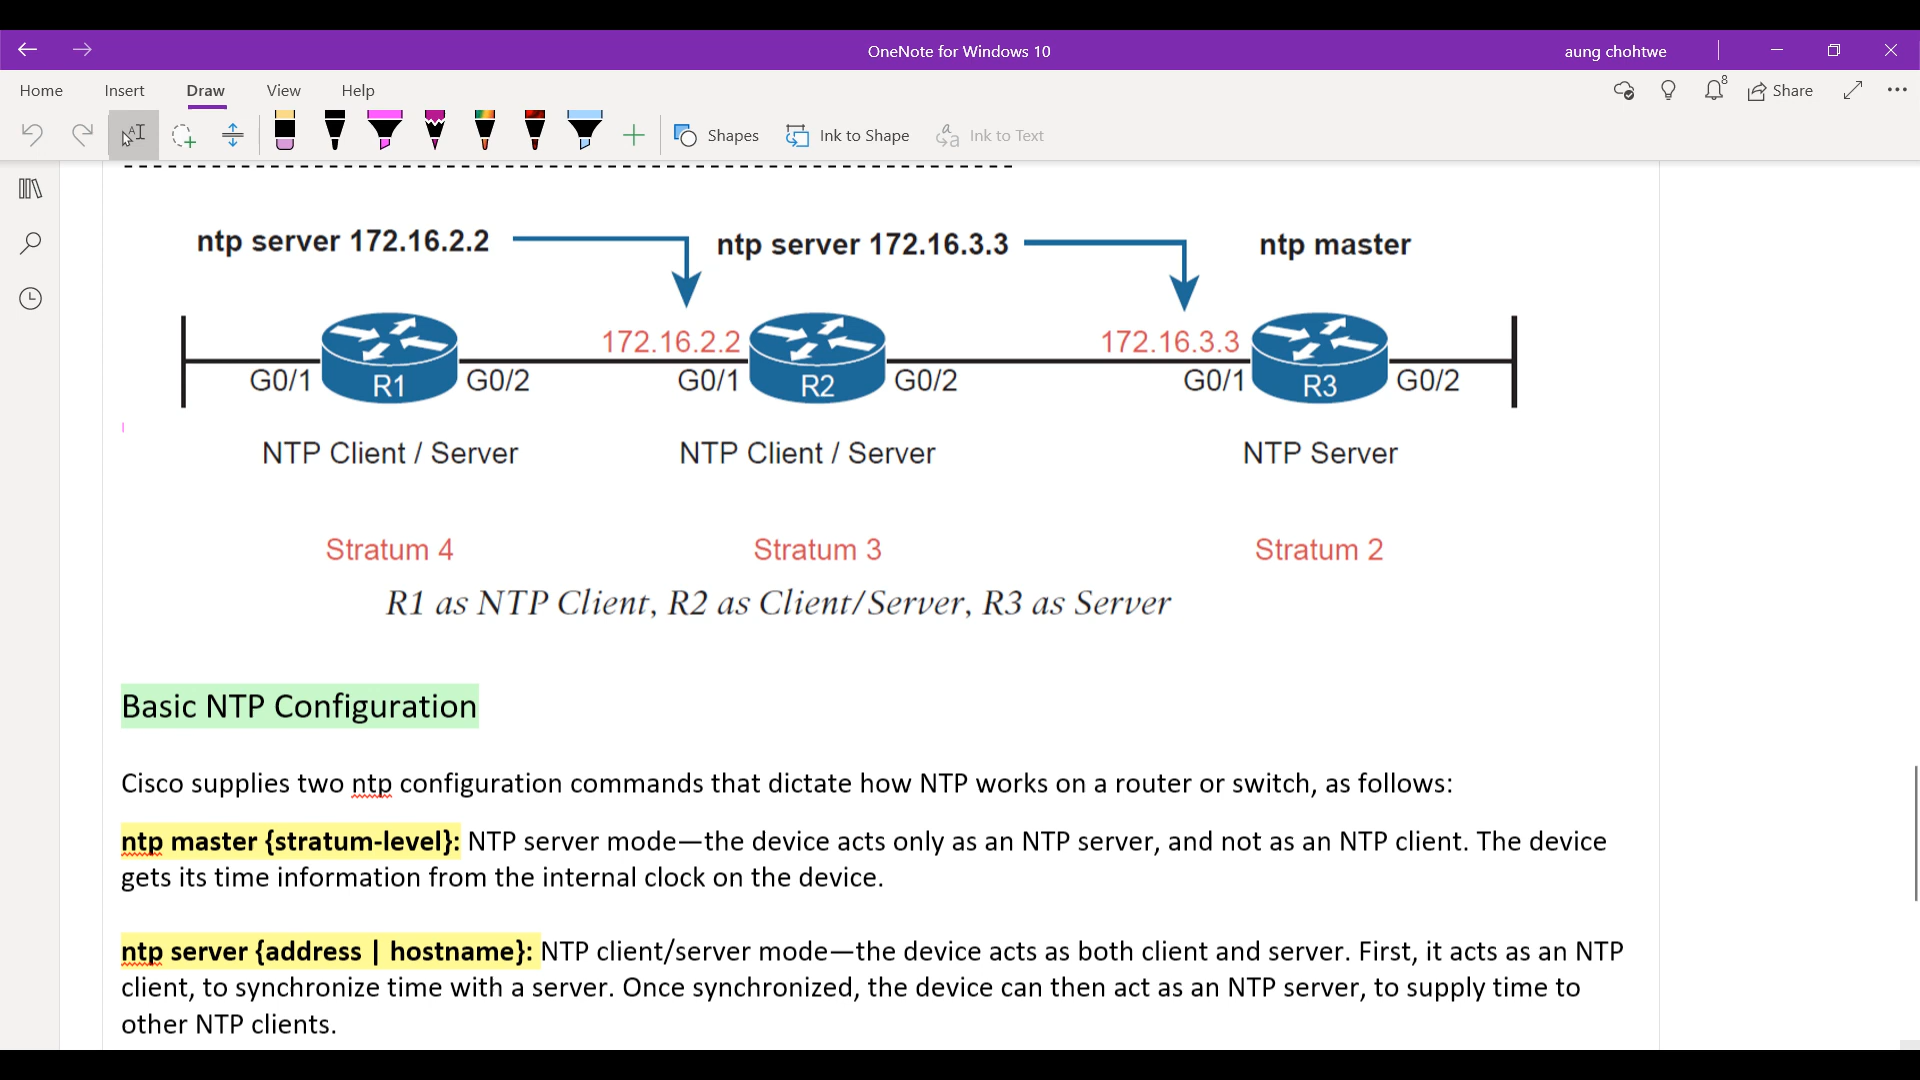 OneNote for Windows 10
aung chohtwe
Home Insert Draw View Help
8
Share
Shapes
Ink to Shape
Ink to Text
ntp server 172.16.2.2
ntp server 172.16.3.3
ntp master
172.16.2.2
172.16.3.3
G0/1 R1 G0/2 G0/1 R2 G0/2 G0/1 R3 G0/2
NTP Client / Server NTP Client / Server NTP Server
Stratum 4 Stratum 3 Stratum 2
R1 as NTP Client, R2 as Client/Server, R3 as Server
Basic NTP Configuration
Cisco supplies two ntp configuration commands that dictate how NTP works on a router or switch, as follows:
ntp master {stratum-level}: NTP server mode—the device acts only as an NTP server, and not as an NTP client. The device
gets its time information from the internal clock on the device.
ntp server {address | hostname}: NTP client/server mode—the device acts as both client and server. First, it acts as an NTP
client, to synchronize time with a server. Once synchronized, the device can then act as an NTP server, to supply time to
other NTP clients.